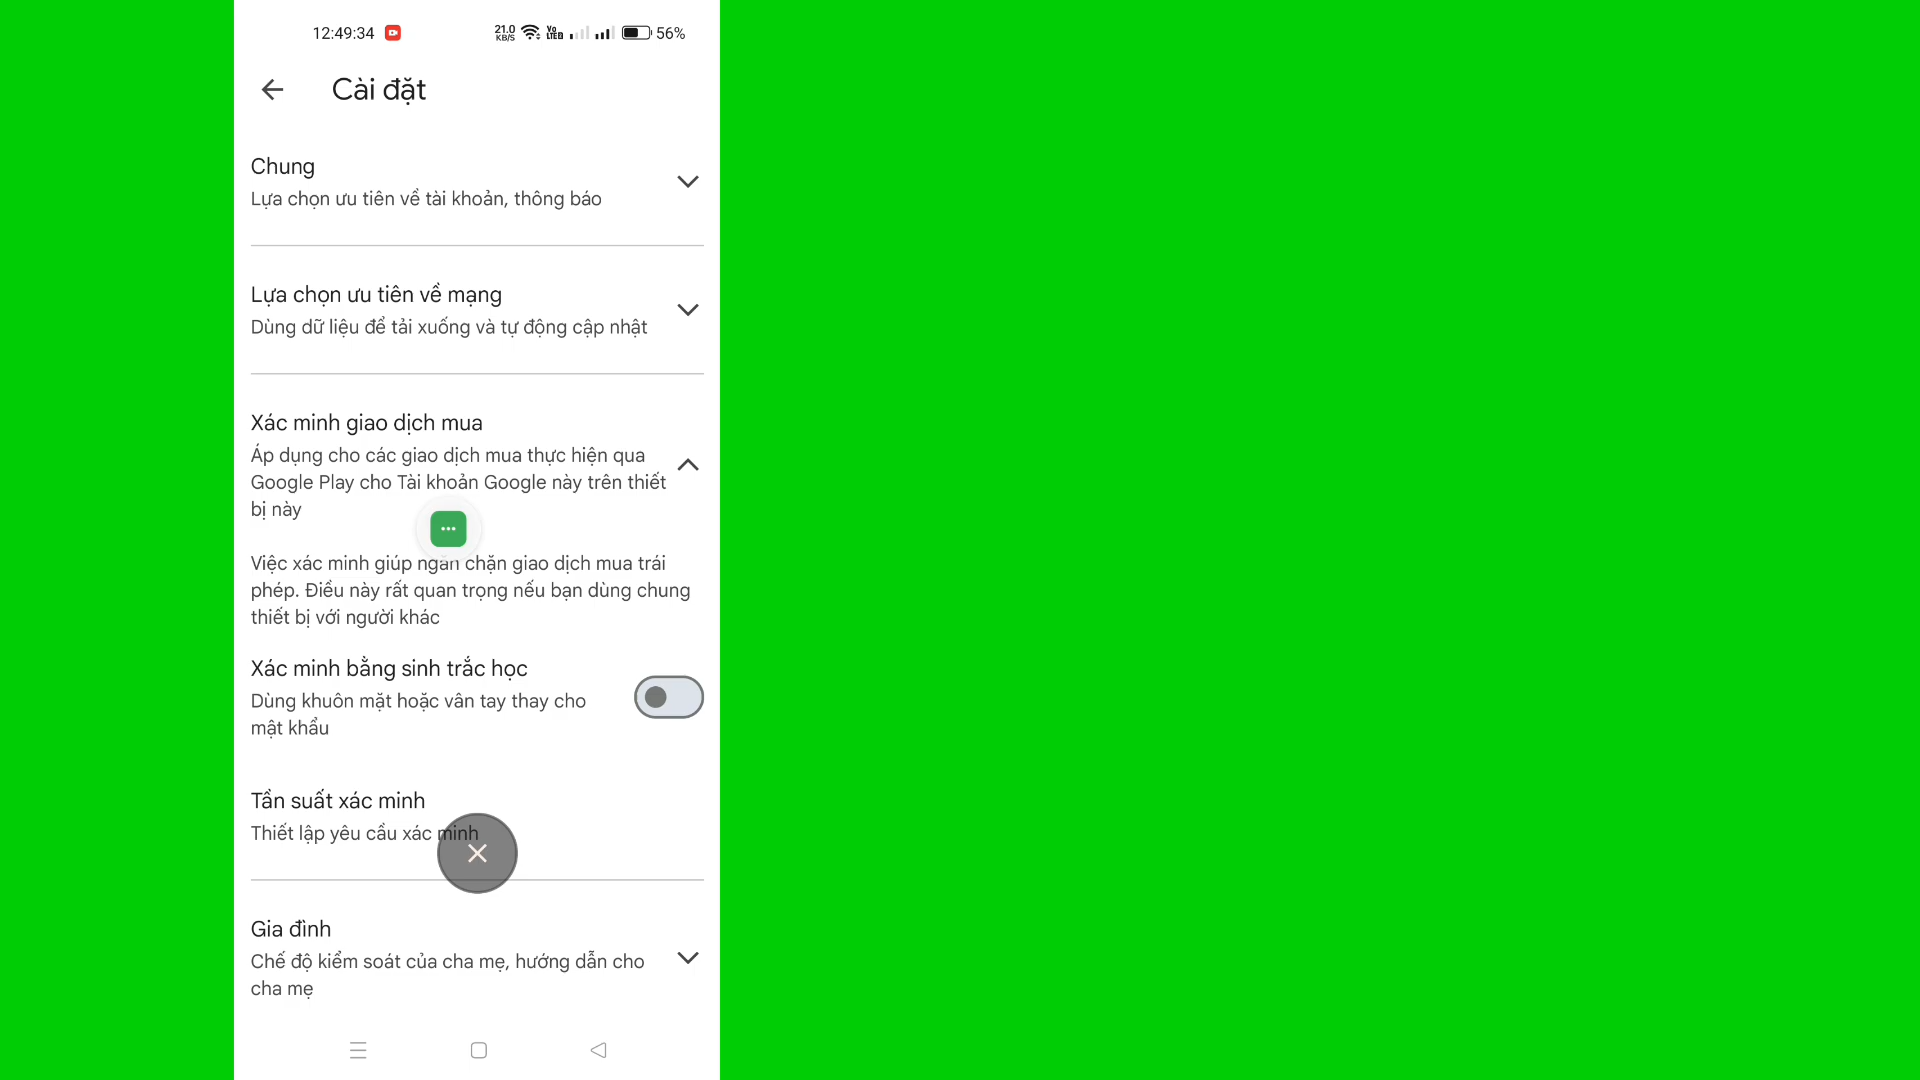 12:49:34
21.0 KB/S
Vo LTE2
56%
Cài đặt
Chung
Lựa chọn ưu tiên về tài khoản, thông báo
Lựa chọn ưu tiên về mạng
Dùng dữ liệu để tải xuống và tự động cập nhật
Xác minh giao dịch mua
Áp dụng cho các giao dịch mua thực hiện qua
Google Play cho Tài khoản Google này trên thiết
bị này
Việc xác minh giúp ngăn chặn giao dịch mua trái
phép. Điều này rất quan trọng nếu bạn dùng chung
thiết bị với người khác
Xác minh bằng sinh trắc học
Dùng khuôn mặt hoặc vân tay thay cho
mật khẩu
Tần suất xác minh
Thiết lập yêu cầu xác minh
Gia đình
Chế độ kiểm soát của cha mẹ, hướng dẫn cho
cha mẹ